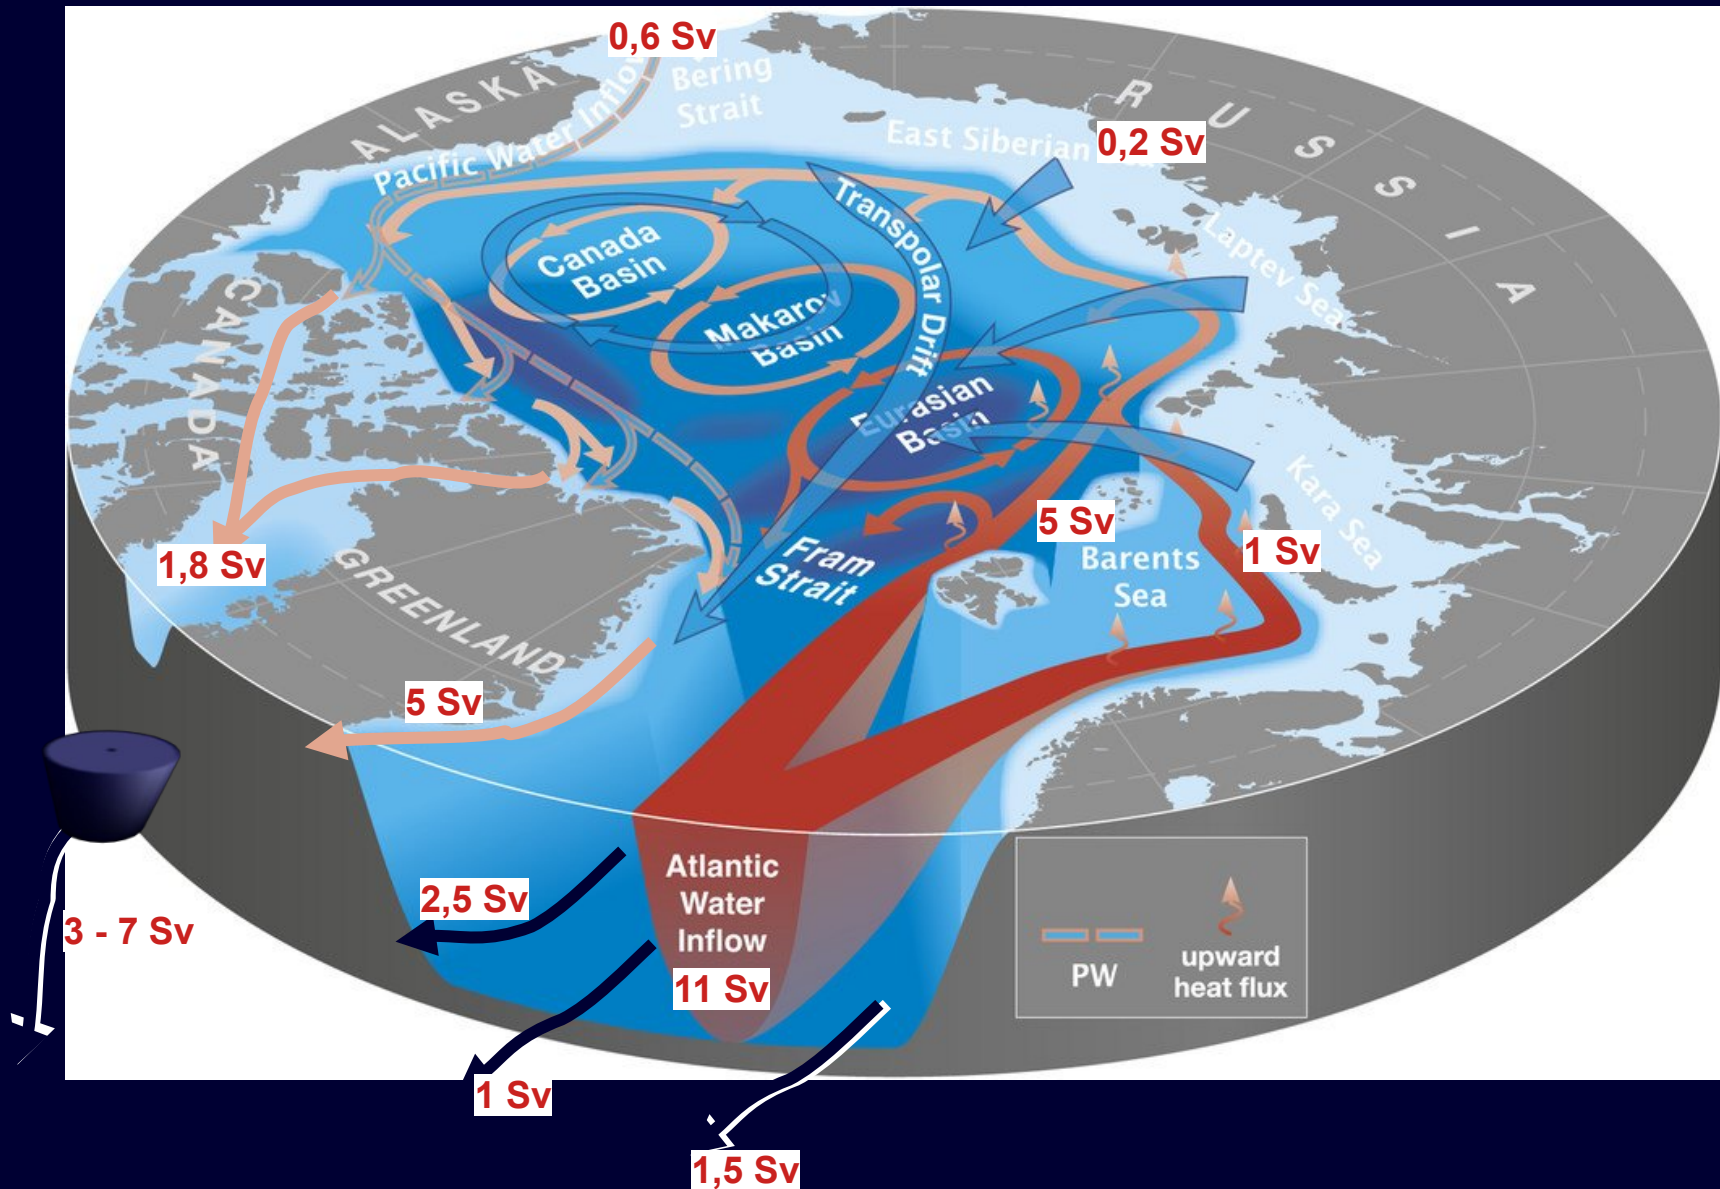 0,6 Sv
Bering
Strait
ALASKA
Pacific Water Inflow
RUSSIA
East Siberian
0,2 Sv
Transpolar Drift
Laptev Sea
Canada
Basin
CANADA
Makarov
Basin
Eurasian
Basin
Kara Sea
5 Sv
1 Sv
Barents
Sea
Fram
Strait
1,8 Sv
GREENLAND
5 Sv
Atlantic
Water
Inflow
11 Sv
2,5 Sv
3 - 7 Sv
PW
upward
heat flux
1 Sv
1,5 Sv